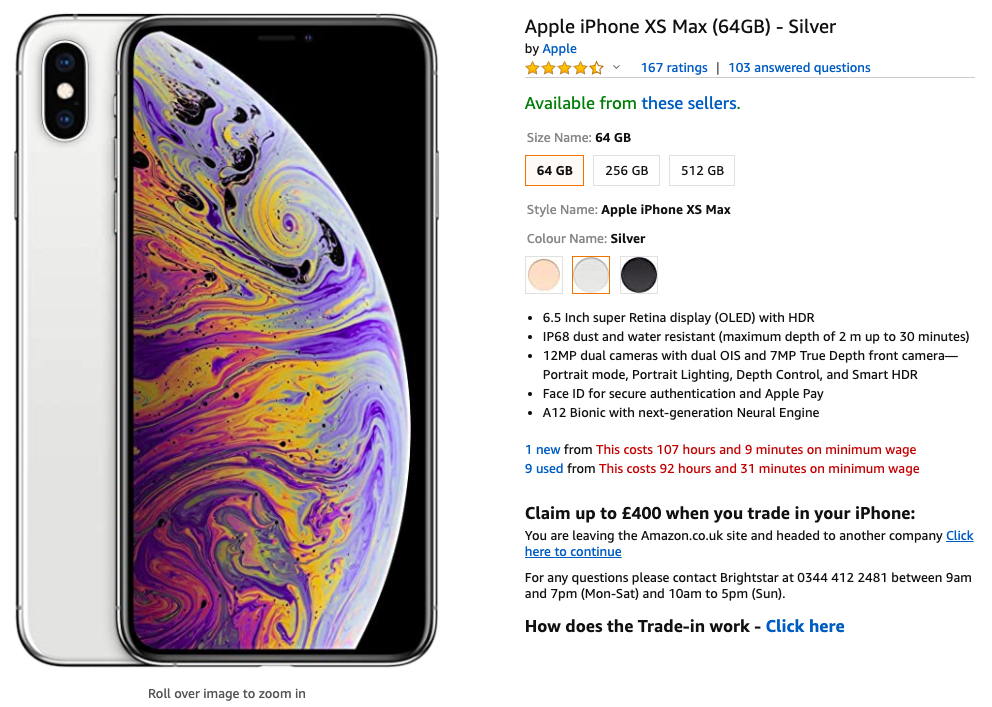 Apple iPhone XS Max (64GB) - Silver
by Apple
167 ratings | 103 answered questions
Available from these sellers.
Size Name: 64 GB
64 GB 256 GB 512 GB
Style Name: Apple iPhone XS Max
Colour Name: Silver
• 6.5 Inch super Retina display (OLED) with HDR
• IP68 dust and water resistant (maximum depth of 2 m up to 30 minutes)
• 12MP dual cameras with dual OIS and 7MP True Depth front camera—
Portrait mode, Portrait Lighting, Depth Control, and Smart HDR
• Face ID for secure authentication and Apple Pay
• A12 Bionic with next-generation Neural Engine
1 new from This costs 107 hours and 9 minutes on minimum wage
9 used from This costs 92 hours and 31 minutes on minimum wage
Claim up to £400 when you trade in your iPhone:
You are leaving the Amazon.co.uk site and headed to another company Click
here to continue
For any questions please contact Brightstar at 0344 412 2481 between 9am
and 7pm (Mon-Sat) and 10am to 5pm (Sun).
How does the Trade-in work - Click here
Roll over image to zoom in